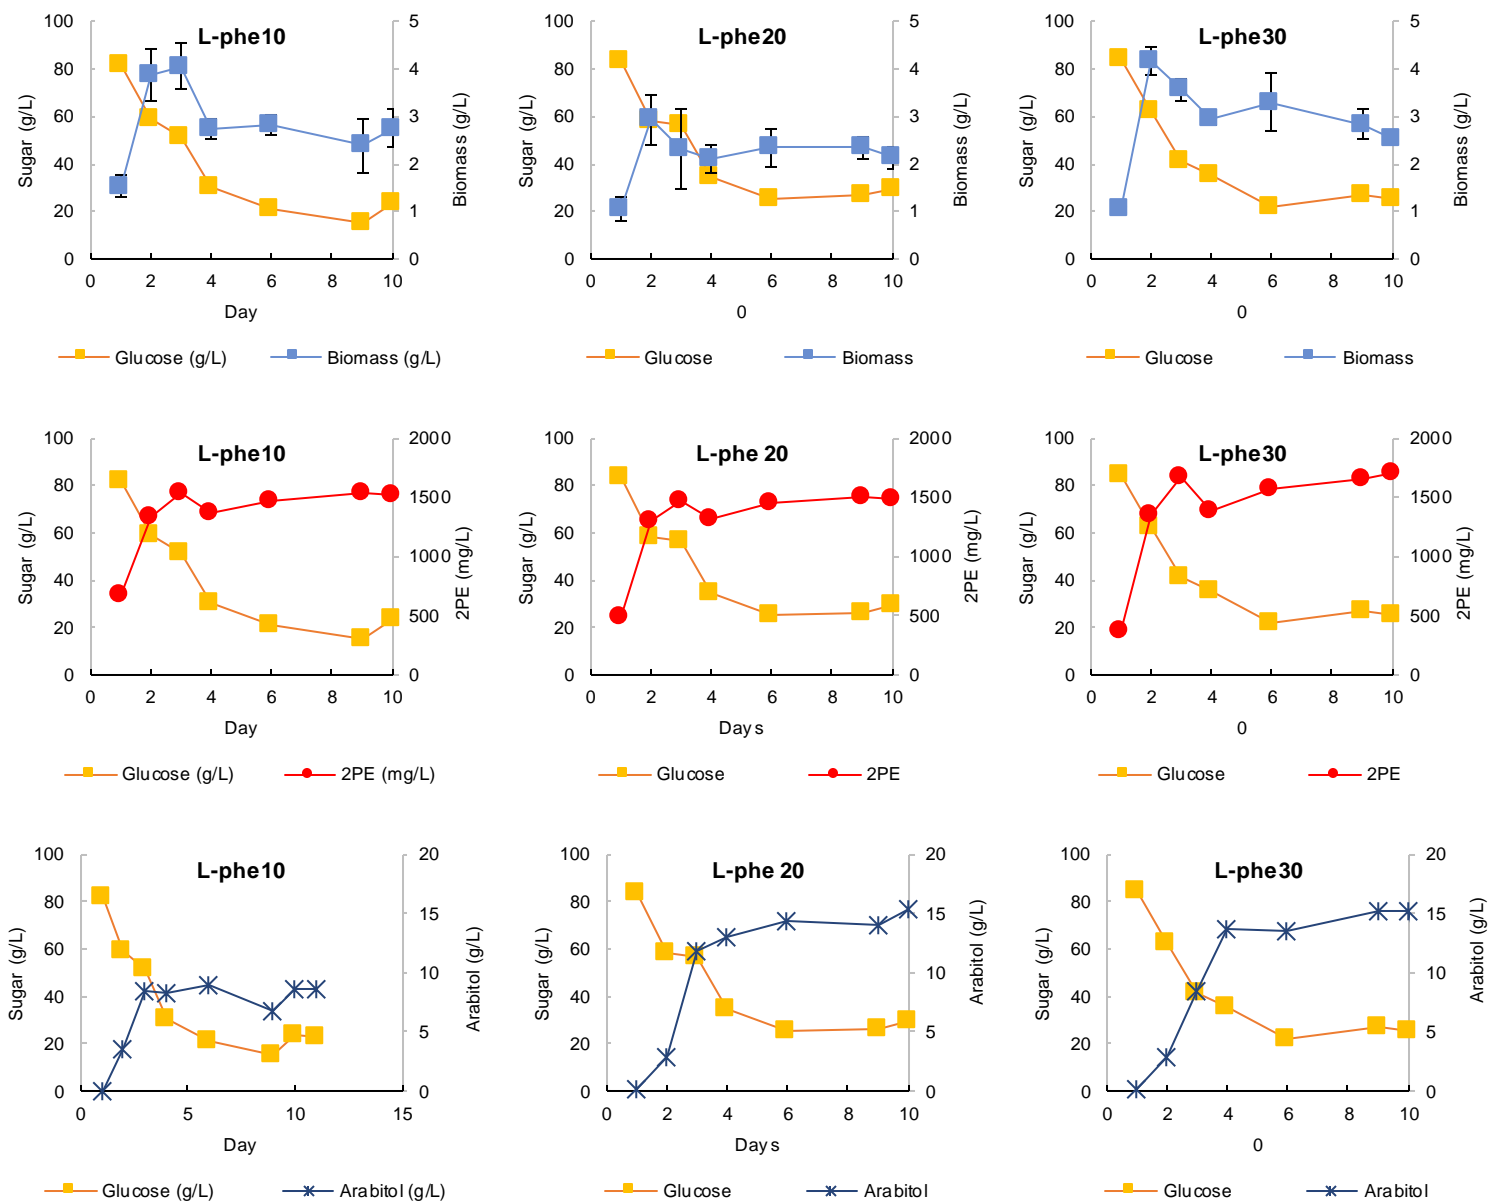 L-phe10
100
80
60
40
20
0
Sugar (g/L)
5
4
3
2
1
0
Biomass (g/L)
0 2 4 6 8 10
Day
Glucose (g/L) Biomass (g/L)
L-phe20
100
80
60
40
20
0
Sugar (g/L)
5
4
3
2
1
0
Biomass (g/L)
0 2 4 6 8 10
0
Glucose Biomass
L-phe30
100
80
60
40
20
0
Sugar (g/L)
5
4
3
2
1
0
Biomass (g/L)
0 2 4 6 8 10
0
Glucose Biomass
L-phe10
100
80
60
40
20
0
Sugar (g/L)
2000
1500
1000
500
0
2PE (mg/L)
0 2 4 6 8 10
Day
Glucose (g/L) 2PE (mg/L)
L-phe 20
100
80
60
40
20
0
Sugar (g/L)
2000
1500
1000
500
0
2PE (mg/L)
0 2 4 6 8 10
Days
Glucose 2PE
L-phe30
100
80
60
40
20
0
Sugar (g/L)
2000
1500
1000
500
0
2PE (mg/L)
0 2 4 6 8 10
0
Glucose 2PE
L-phe10
100
80
60
40
20
0
Sugar (g/L)
20
15
10
5
0
Arabitol (g/L)
0 5 10 15
Day
Glucose (g/L) Arabitol (g/L)
L-phe 20
100
80
60
40
20
0
Sugar (g/L)
20
15
10
5
0
Arabitol (g/L)
0 2 4 6 8 10
Days
Glucose Arabitol
L-phe30
100
80
60
40
20
0
Sugar (g/L)
20
15
10
5
0
Arabitol (g/L)
0 2 4 6 8 10
0
Glucose Arabitol